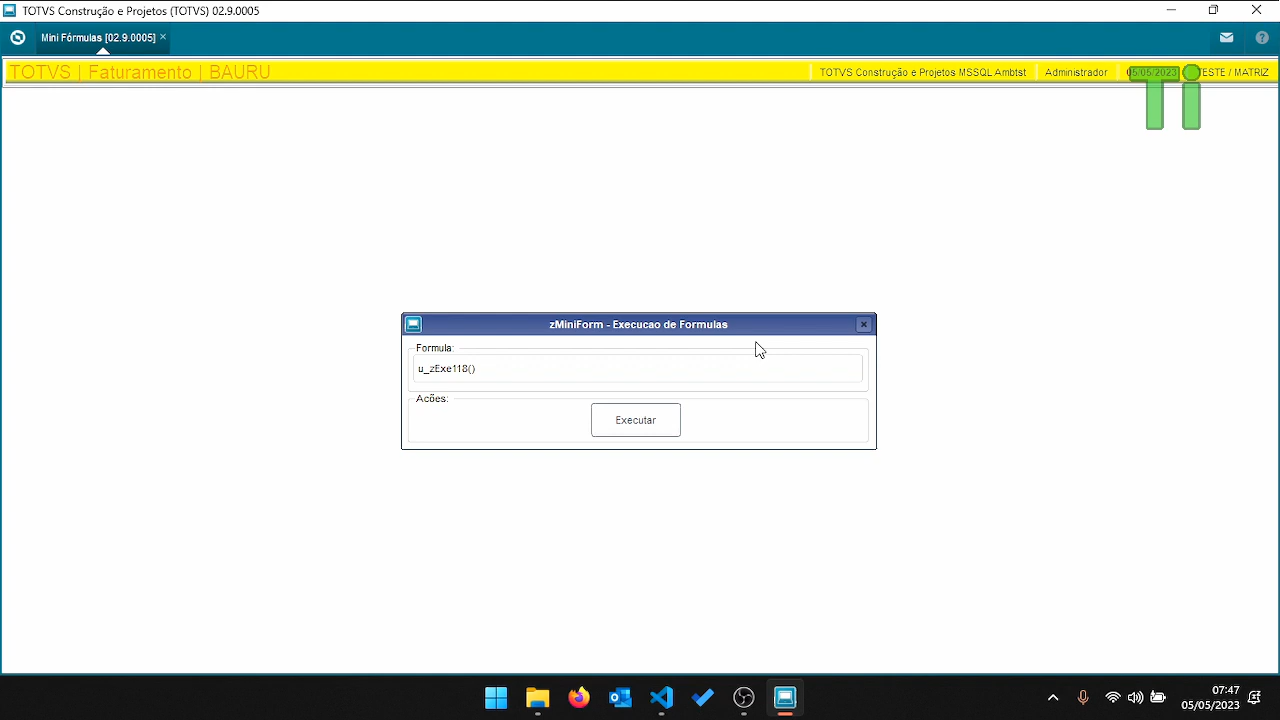 TOTVS Construção e Projetos (TOTVS) 02.9.0005
Mini Fórmulas [02.9.0005]
TOTVS | Faturamento | BAURU
TOTVS Construção e Projetos MSSQL Ambtst
Administrador
05/05/2023
TESTE / MATRIZ
Ti
zMiniForm - Execucao de Formulas
Formula:
u_zExe118()
Acões:
Executar
07:47
05/05/2023